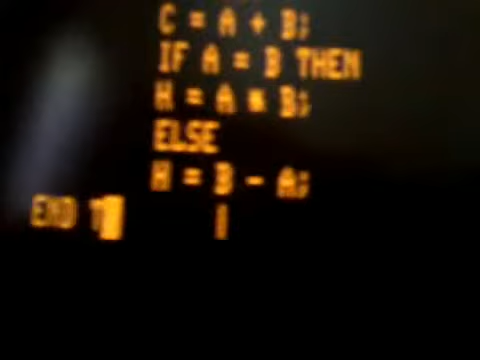 C = A + B;
IF A = B THEN
H = A * B;
ELSE
H = B - A;
END T